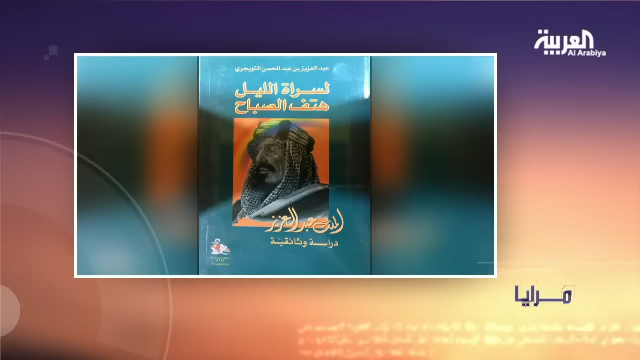 العربية
Al Arabiya
عبد العزيز بن عبد المحسن التويجري
لسراة الليل
هتف الصباح
الملك عبد العزيز
دراسة وثائقية
مرايا